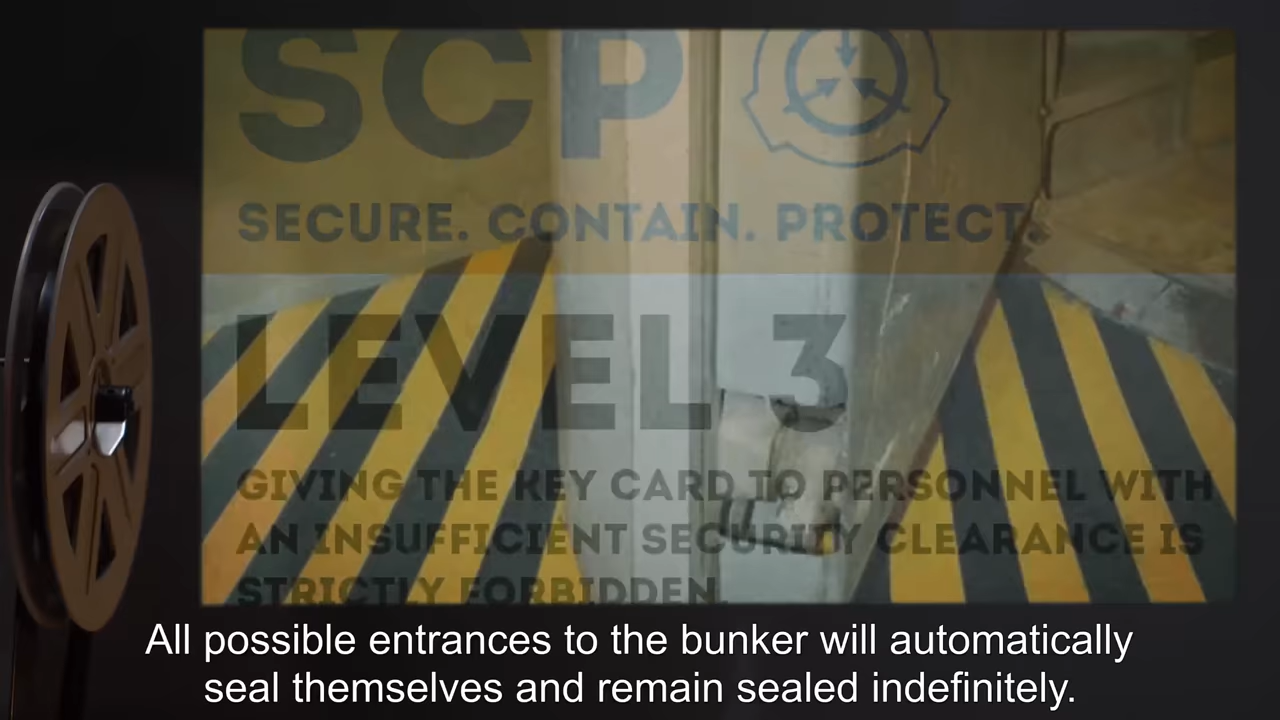 SCP
SECURE. CONTAIN. PROTECT.
LEVEL 3
GIVING THE KEY CARD TO PERSONNEL WITH
AN INSUFFICIENT SECURITY CLEARANCE IS
STRICTLY FORBIDDEN.
All possible entrances to the bunker will automatically
seal themselves and remain sealed indefinitely.